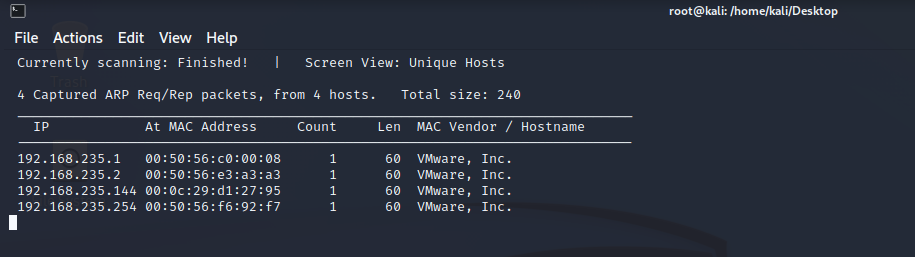 root@kali: /home/kali/Desktop
File Actions Edit View Help
Currently scanning: Finished! | Screen View: Unique Hosts
4 Captured ARP Req/Rep packets, from 4 hosts. Total size: 240
IP At MAC Address Count Len MAC Vendor / Hostname
192.168.235.1 00:50:56:c0:00:08 1 60 VMware, Inc.
192.168.235.2 00:50:56:e3:a3:a3 1 60 VMware, Inc.
192.168.235.144 00:0c:29:d1:27:95 1 60 VMware, Inc.
192.168.235.254 00:50:56:f6:92:f7 1 60 VMware, Inc.